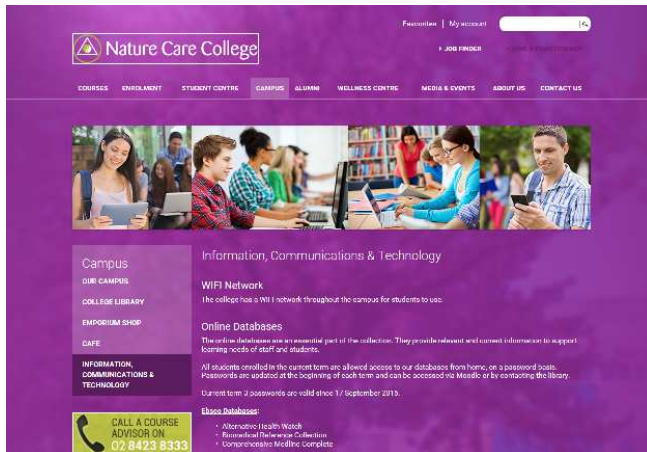 Favourites | My account
Nature Care College
JOB FINDER
COURSES ENROLMENT STUDENT CENTRE CAMPUS ALUMNI WELLNESS CENTRE MEDIA & EVENTS ABOUT US CONTACT US
Campus
OUR CAMPUS
COLLEGE LIBRARY
EMPORIUM SHOP
CAFE
INFORMATION,
COMMUNICATIONS &
TECHNOLOGY
CALL A COURSE
ADVISOR ON
02 8423 8333
Information, Communications & Technology
WIFI Network
The college has a WIFI network throughout the campus for students to use.
Online Databases
The online databases are an essential part of the collection. They provide relevant and current information to support
learning needs of staff and students.
All students enrolled in the current term are allowed access to our databases from home, on a password basis.
Passwords are updated at the beginning of each term and can be accessed via Moodle or by contacting the library.
Current term 3 passwords are valid since 17 September 2015.
Ebsco Databases:
Alternative Health Watch
Biomedical Reference Collection
Comprehensive Medline Complete